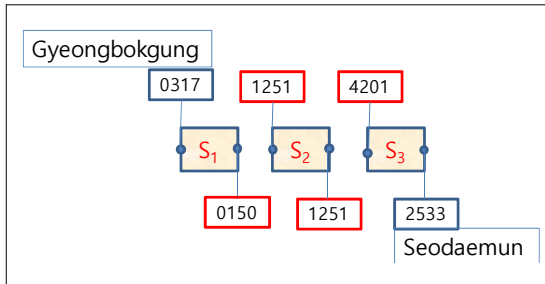 Gyeongbokgung
0317 1251 4201
S₁ S₂ S₃
0150 1251 2533
Seodaemun